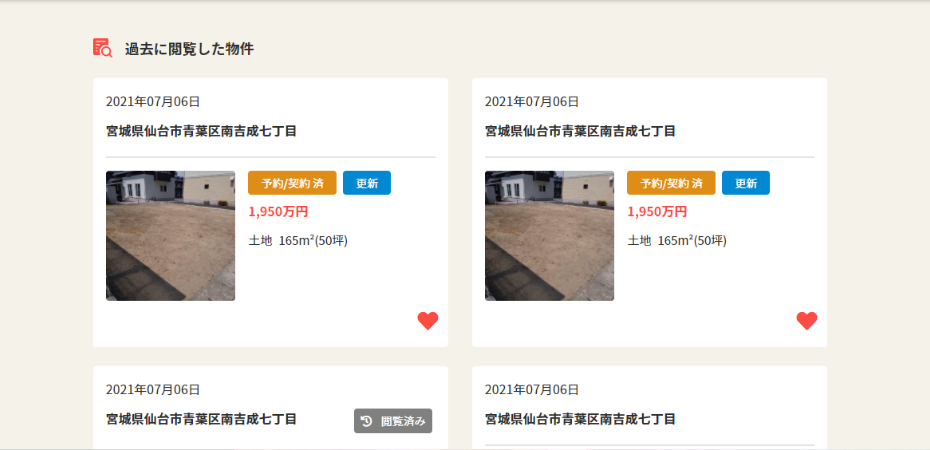 過去に閲覧した物件
2021年07月06日
宮城県仙台市青葉区南吉成七丁目
予約/契約 済 更新
1,950万円
土地 165m²(50坪)
2021年07月06日
宮城県仙台市青葉区南吉成七丁目
予約/契約 済 更新
1,950万円
土地 165m²(50坪)
2021年07月06日
宮城県仙台市青葉区南吉成七丁目
閲覧済み
2021年07月06日
宮城県仙台市青葉区南吉成七丁目